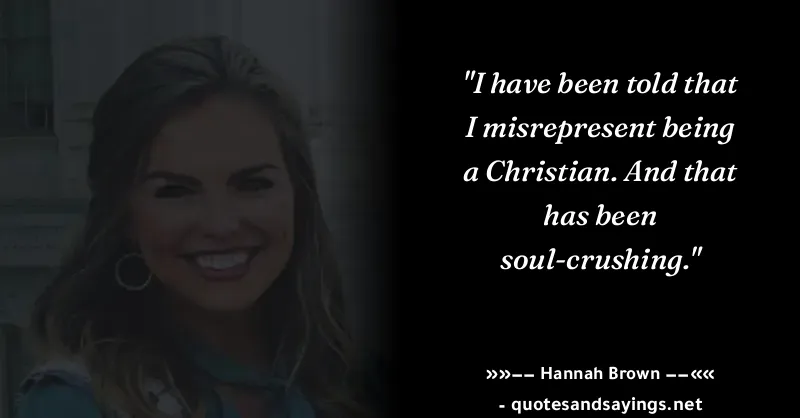 "I have been told that
I misrepresent being
a Christian. And that
has been
soul-crushing."
»»−− Hannah Brown −−««
- quotesandsayings.net